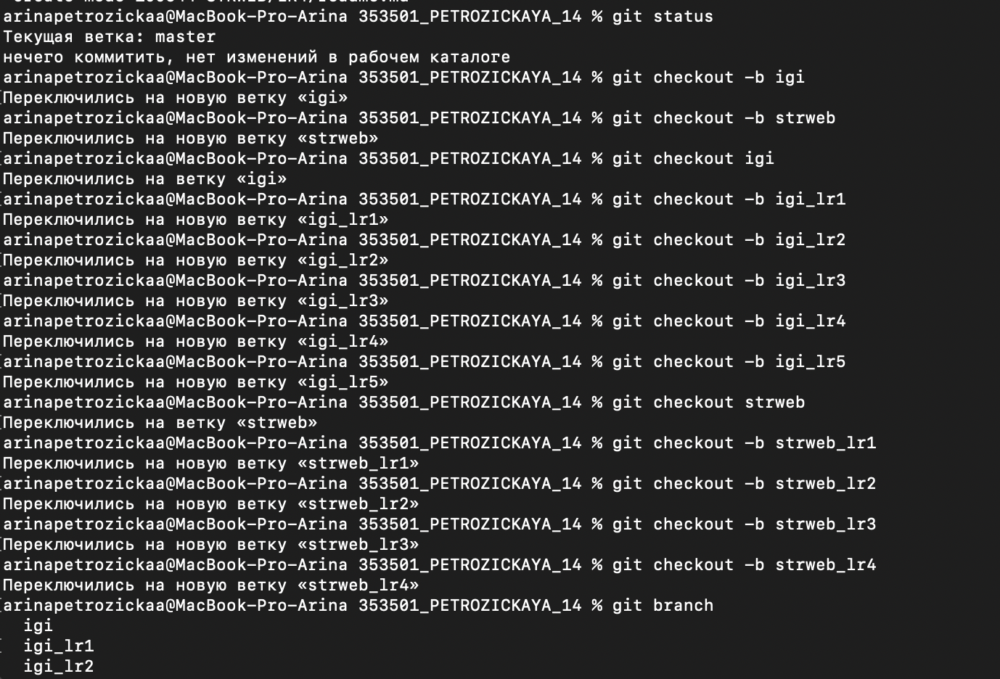 arinapetrozickaa@MacBook-Pro-Arina 353501_PETROZICKAYA_14 % git status
Текущая ветка: master
нечего коммитить, нет изменений в рабочем каталоге
arinapetrozickaa@MacBook-Pro-Arina 353501_PETROZICKAYA_14 % git checkout -b igi
Переключились на новую ветку «igi»
arinapetrozickaa@MacBook-Pro-Arina 353501_PETROZICKAYA_14 % git checkout -b strweb
Переключились на новую ветку «strweb»
arinapetrozickaa@MacBook-Pro-Arina 353501_PETROZICKAYA_14 % git checkout igi
Переключились на ветку «igi»
arinapetrozickaa@MacBook-Pro-Arina 353501_PETROZICKAYA_14 % git checkout -b igi_lr1
Переключились на новую ветку «igi_lr1»
arinapetrozickaa@MacBook-Pro-Arina 353501_PETROZICKAYA_14 % git checkout -b igi_lr2
Переключились на новую ветку «igi_lr2»
arinapetrozickaa@MacBook-Pro-Arina 353501_PETROZICKAYA_14 % git checkout -b igi_lr3
Переключились на новую ветку «igi_lr3»
arinapetrozickaa@MacBook-Pro-Arina 353501_PETROZICKAYA_14 % git checkout -b igi_lr4
Переключились на новую ветку «igi_lr4»
arinapetrozickaa@MacBook-Pro-Arina 353501_PETROZICKAYA_14 % git checkout -b igi_lr5
Переключились на новую ветку «igi_lr5»
arinapetrozickaa@MacBook-Pro-Arina 353501_PETROZICKAYA_14 % git checkout strweb
Переключились на ветку «strweb»
arinapetrozickaa@MacBook-Pro-Arina 353501_PETROZICKAYA_14 % git checkout -b strweb_lr1
Переключились на новую ветку «strweb_lr1»
arinapetrozickaa@MacBook-Pro-Arina 353501_PETROZICKAYA_14 % git checkout -b strweb_lr2
Переключились на новую ветку «strweb_lr2»
arinapetrozickaa@MacBook-Pro-Arina 353501_PETROZICKAYA_14 % git checkout -b strweb_lr3
Переключились на новую ветку «strweb_lr3»
arinapetrozickaa@MacBook-Pro-Arina 353501_PETROZICKAYA_14 % git checkout -b strweb_lr4
Переключились на новую ветку «strweb_lr4»
arinapetrozickaa@MacBook-Pro-Arina 353501_PETROZICKAYA_14 % git branch
igi
igi_lr1
igi_lr2